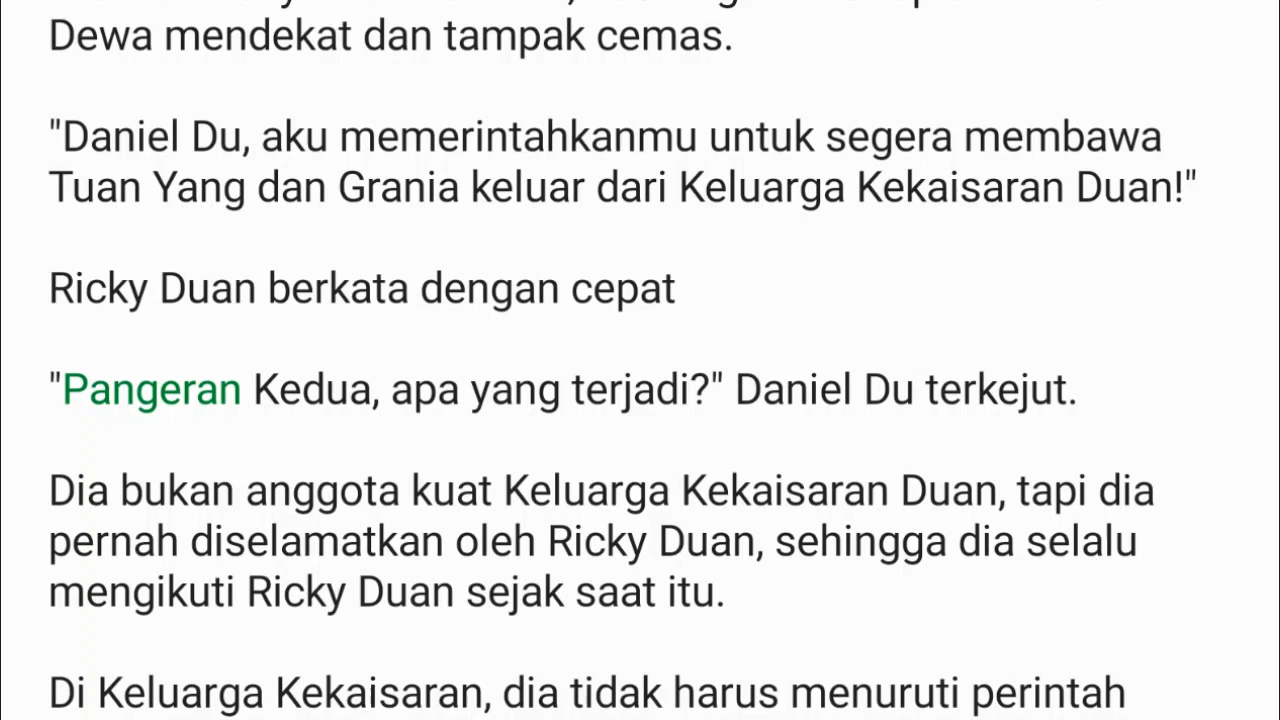 Dewa mendekat dan tampak cemas.
"Daniel Du, aku memerintahkanmu untuk segera membawa
Tuan Yang dan Grania keluar dari Keluarga Kekaisaran Duan!"
Ricky Duan berkata dengan cepat
"Pangeran Kedua, apa yang terjadi?" Daniel Du terkejut.
Dia bukan anggota kuat Keluarga Kekaisaran Duan, tapi dia
pernah diselamatkan oleh Ricky Duan, sehingga dia selalu
mengikuti Ricky Duan sejak saat itu.
Di Keluarga Kekaisaran, dia tidak harus menuruti perintah